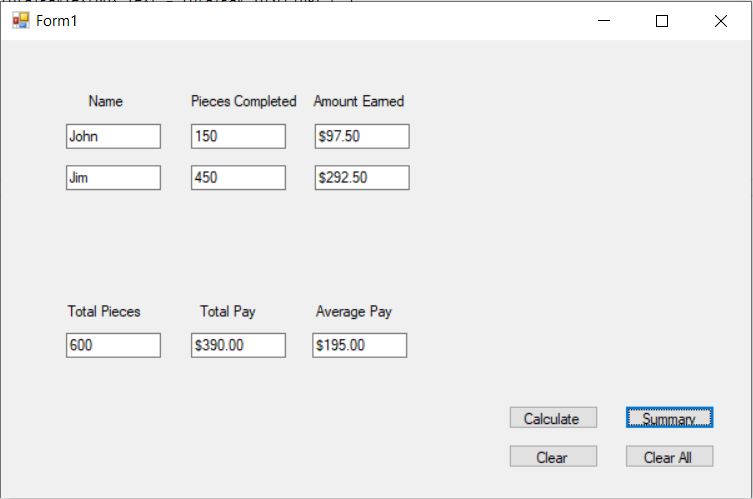 Form1
Name Pieces Completed Amount Earned
John 150 $97.50
Jim 450 $292.50
Total Pieces Total Pay Average Pay
600 $390.00 $195.00
Calculate Summary
Clear Clear All